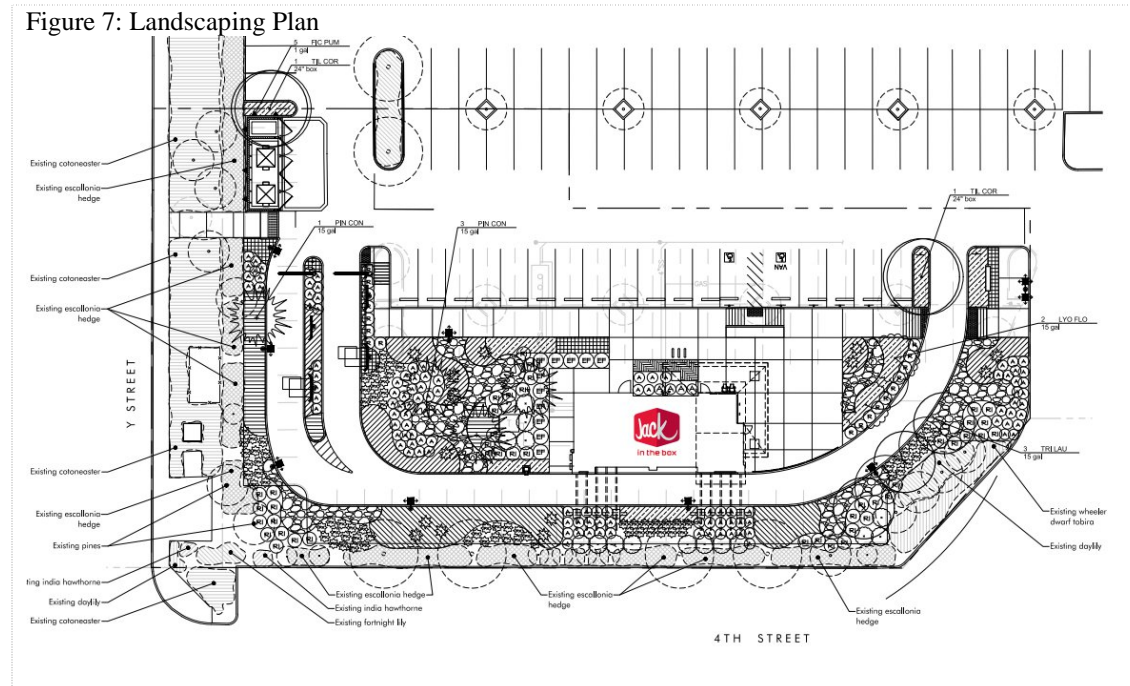 Figure 7: Landscaping Plan
5 FIC PUM
1 gal
1 TIL COR
24" box
Existing cotoneaster
Existing escallonia
hedge
1 PIN CON
15 gal
3 PIN CON
15 gal
1 TIL COR
24" box
VAN
Existing cotoneaster
Existing escallonia
hedge
2 LYO FLO
15 gal
Y STREET
Jack
in the box
3 TRI LAU
15 gal
Existing cotoneaster
Existing escallonia
hedge
Existing pines
Existing wheeler
dwarf tobira
Existing daylily
ting india hawthorne
Existing daylily
Existing cotoneaster
Existing escallonia hedge
Existing india hawthorne
Existing fortnight lily
Existing escallonia
hedge
Existing escallonia
hedge
4TH STREET